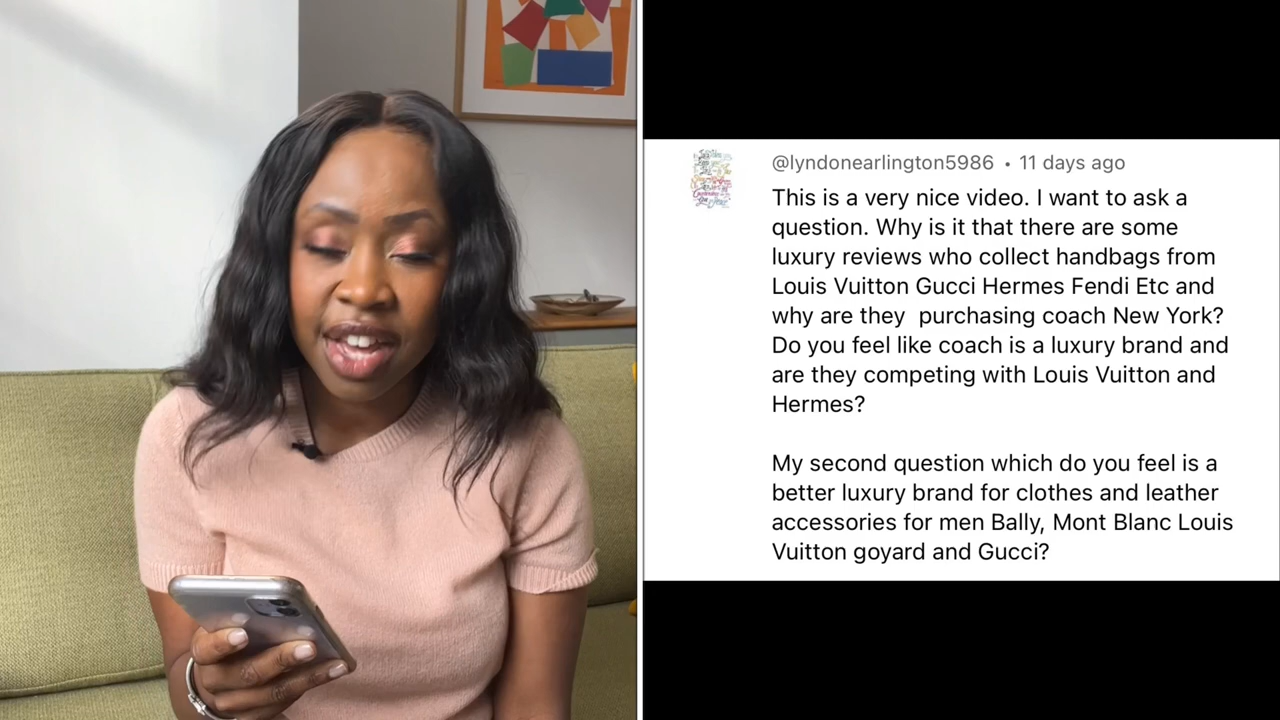 @lyndonearlington5986 • 11 days ago
This is a very nice video. I want to ask a
question. Why is it that there are some
luxury reviews who collect handbags from
Louis Vuitton Gucci Hermes Fendi Etc and
why are they  purchasing coach New York?
Do you feel like coach is a luxury brand and
are they competing with Louis Vuitton and
Hermes?
My second question which do you feel is a
better luxury brand for clothes and leather
accessories for men Bally, Mont Blanc Louis
Vuitton goyard and Gucci?